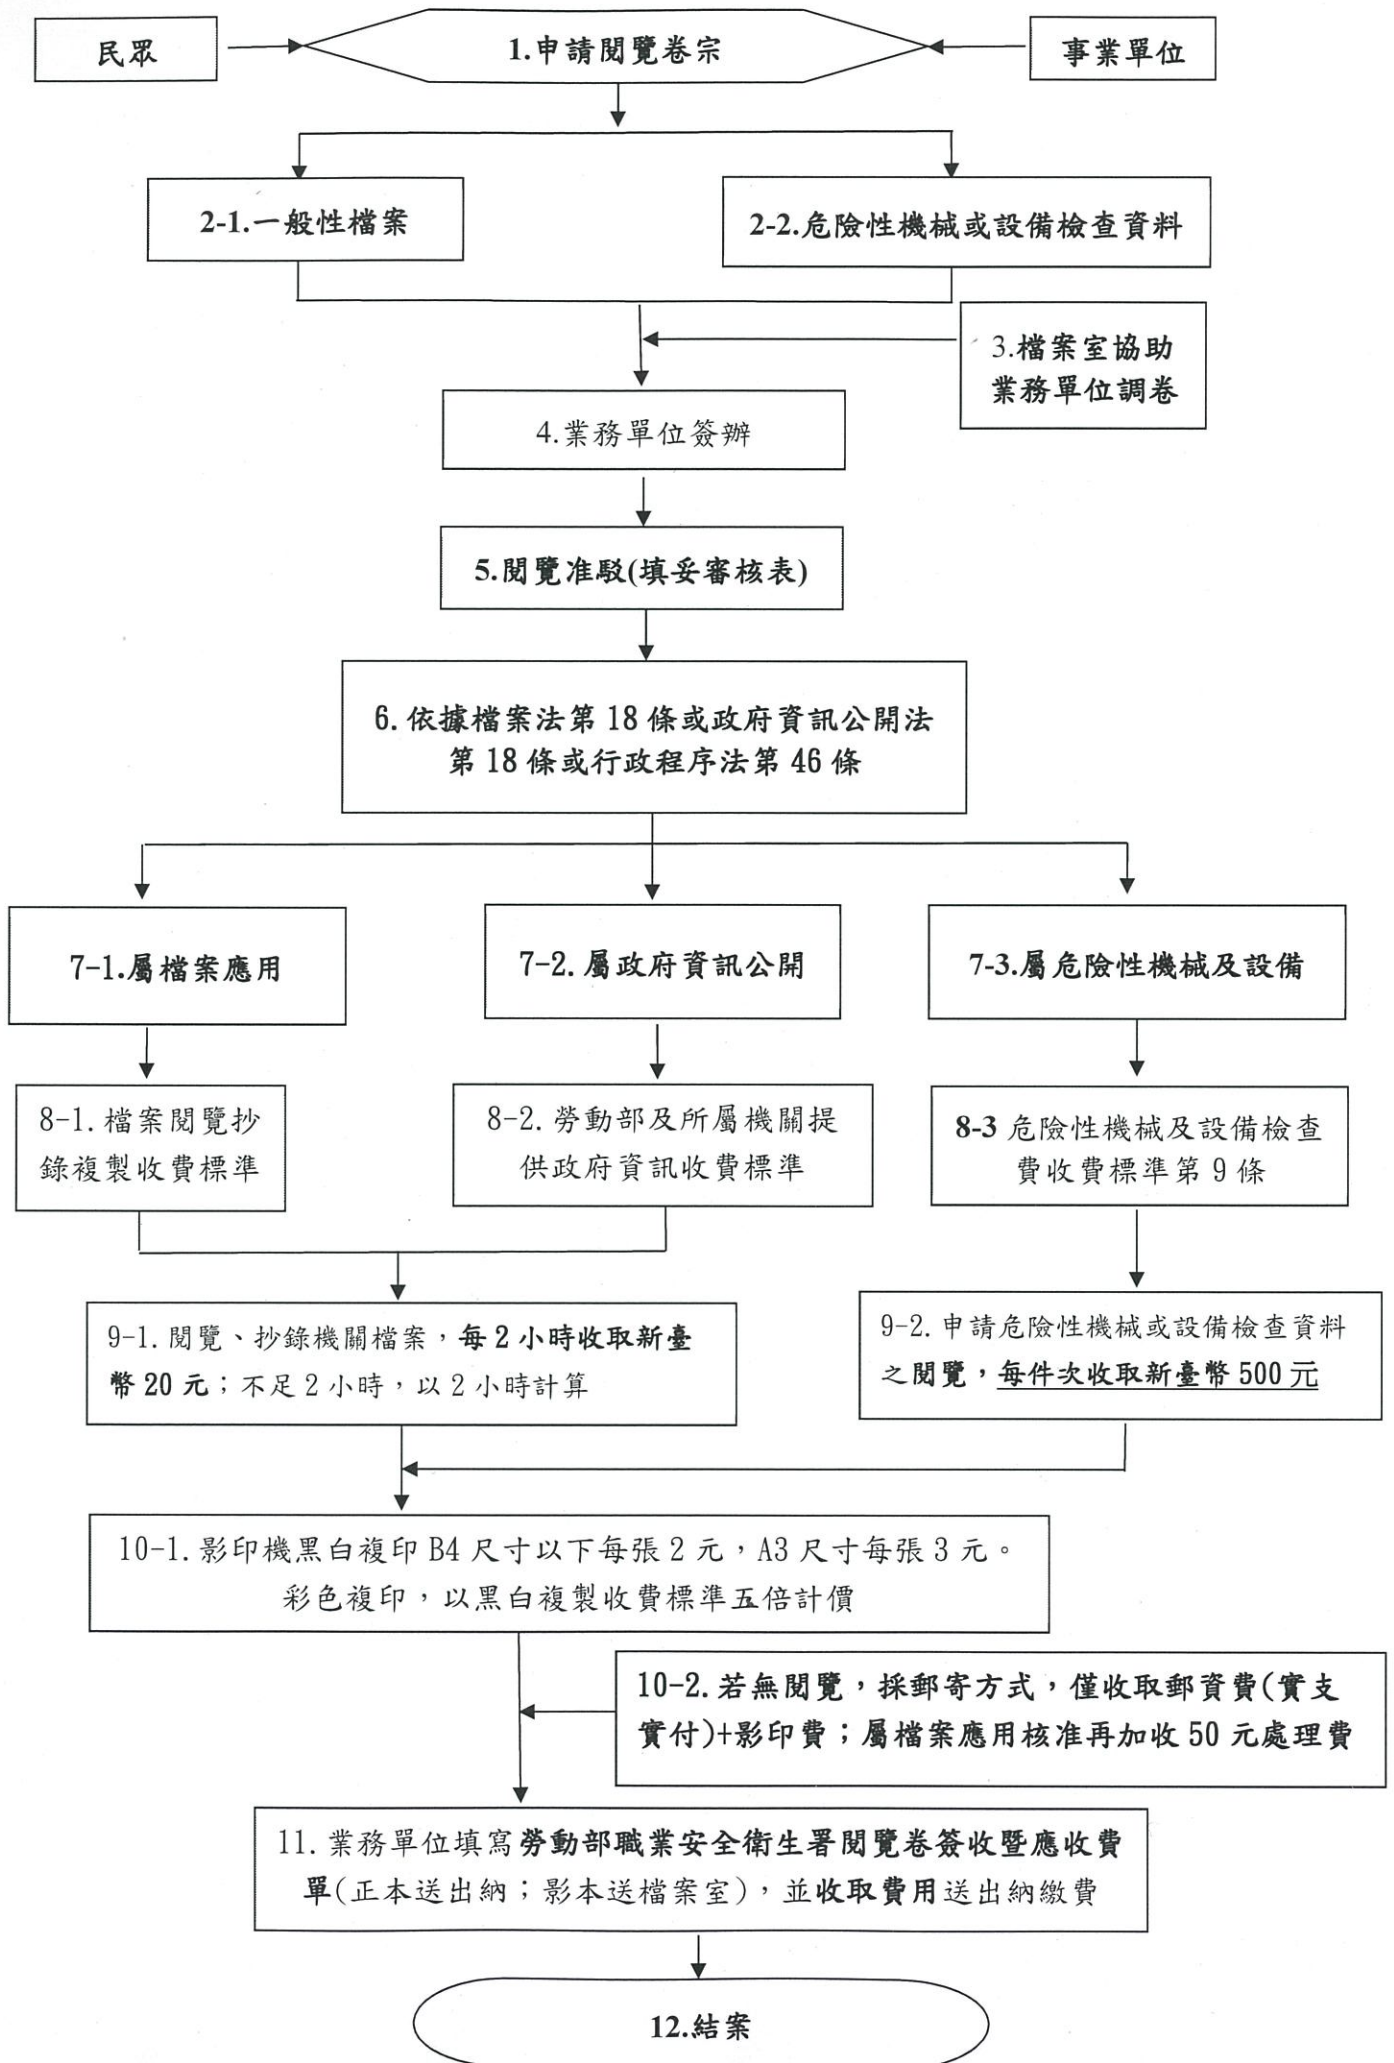 民眾
1.申請閱覽卷宗
事業單位
2-1.一般性檔案
2-2.危險性機械或設備檢查資料
3.檔案室協助
業務單位調卷
4.業務單位簽辦
5.閱覽准駁(填妥審核表)
6.依據檔案法第 18 條或政府資訊公開法
第 18 條或行政程序法第 46 條
7-1.屬檔案應用
7-2.屬政府資訊公開
7-3.屬危險性機械及設備
8-1.檔案閱覽抄
錄複製收費標準
8-2.勞動部及所屬機關提
供政府資訊收費標準
8-3 危險性機械及設備檢查
費收費標準第 9 條
9-1.閱覽、抄錄機關檔案,每 2 小時收取新臺
幣 20 元;不足 2 小時,以 2 小時計算
9-2.申請危險性機械或設備檢查資料
之閱覽,每件次收取新臺幣 500 元
10-1.影印機黑白複印 B4 尺寸以下每張 2 元,A3 尺寸每張 3 元。
彩色複印,以黑白複製收費標準五倍計價
10-2.若無閱覽,採郵寄方式,僅收取郵資費(實支
實付)+影印費;屬檔案應用核准再加收 50 元處理費
11.業務單位填寫勞動部職業安全衛生署閱覽卷簽收暨應收費
單(正本送出納;影本送檔案室),並收取費用送出納繳費
12.結案